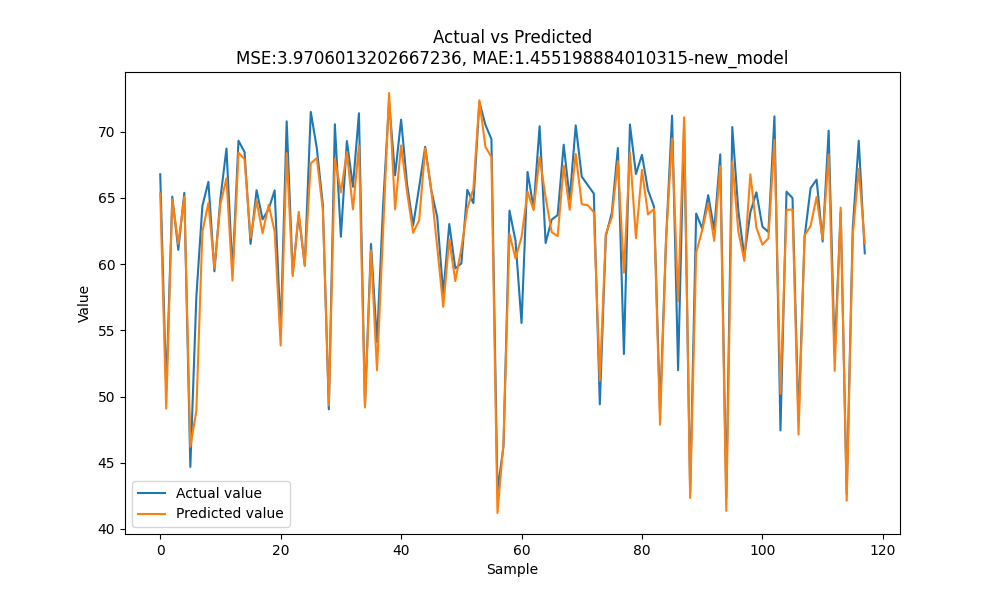 Actual vs Predicted
MSE:3.9706013202667236, MAE:1.455198884010315-new_model
Value
70
65
60
55
50
45
40
Actual value
Predicted value
0 20 40 60 80 100 120
Sample